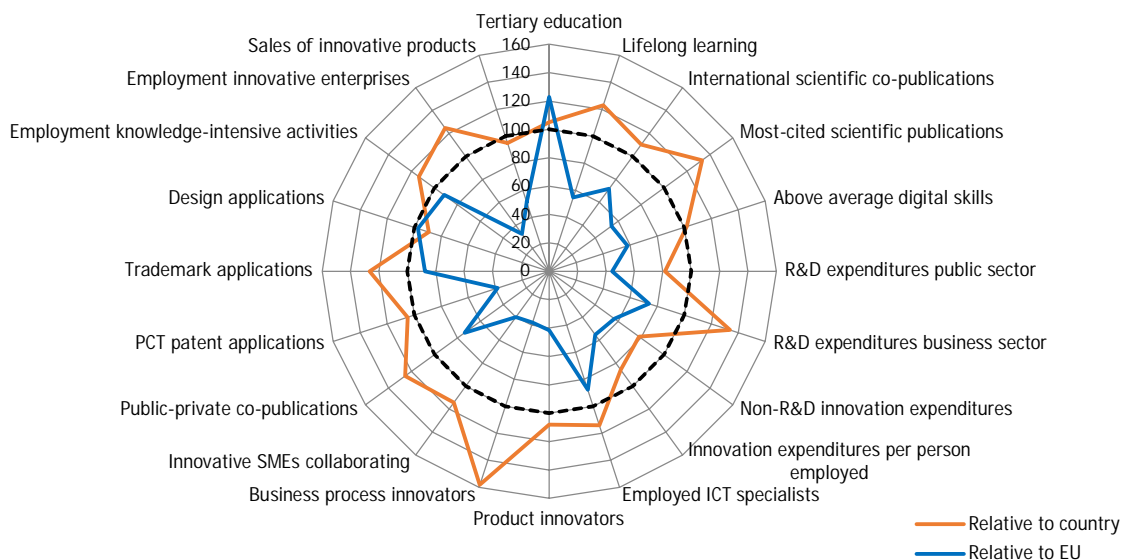 Tertiary education
Sales of innovative products
Lifelong learning
Employment innovative enterprises
International scientific co-publications
Employment knowledge-intensive activities
Most-cited scientific publications
Design applications
Above average digital skills
Trademark applications
R&D expenditures public sector
PCT patent applications
R&D expenditures business sector
Public-private co-publications
Non-R&D innovation expenditures
Innovative SMEs collaborating
Innovation expenditures per person
employed
Business process innovators
Employed ICT specialists
Product innovators
160
140
120
100
80
60
40
20
0
Relative to country
Relative to EU